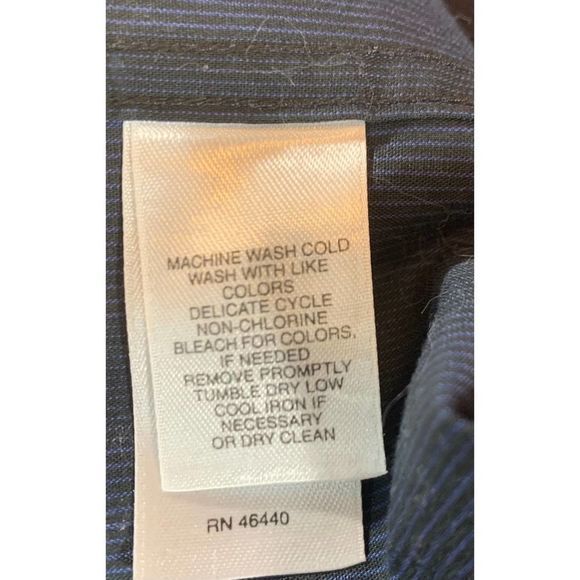 MACHINE WASH COLD
WASH WITH LIKE
COLORS
DELICATE CYCLE
NON-CHLORINE
BLEACH FOR COLORS,
IF NEEDED
REMOVE PROMPTLY
TUMBLE DRY LOW
COOL IRON IF
NECESSARY
OR DRY CLEAN
RN 46440